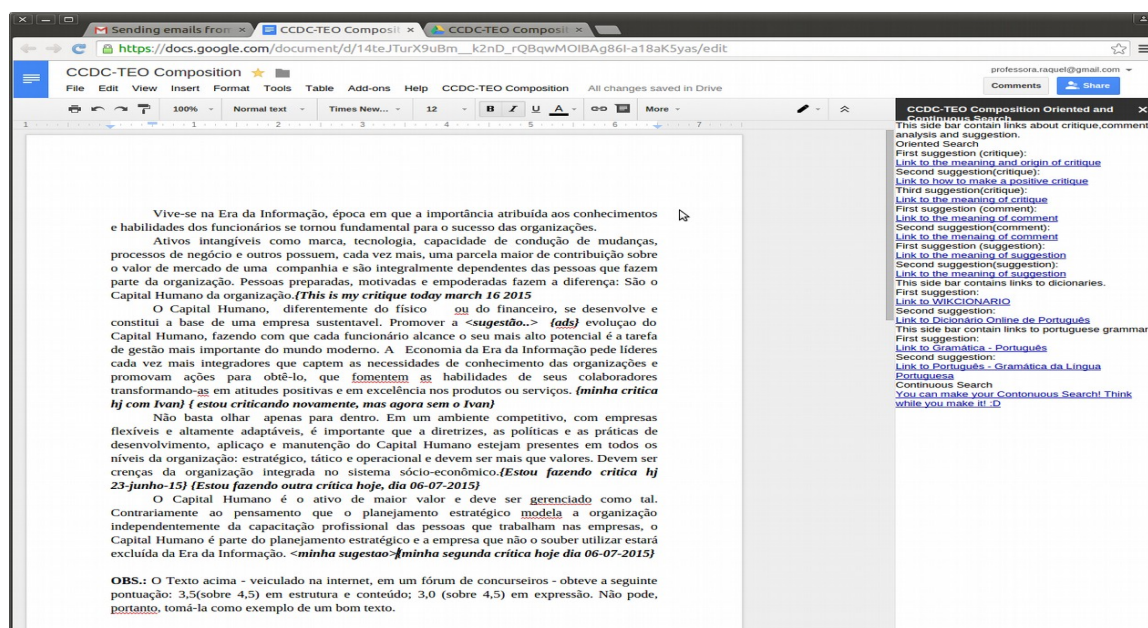 Sending emails from
CCDC-TEO Composit
CCDC-TEO Composit
https://docs.google.com/document/d/14teJTurX9uBm__k2nD_rQBqwMOIBAg86I-a18aK5yas/edit
CCDC-TEO Composition
professora.raquel@gmail.com
File Edit View Insert Format Tools Table Add-ons Help CCDC-TEO Composition All changes saved in Drive
Comments Share
100% Normal text Times New... 12 B I U A More
1 1 2 3 4 5 6 7
Vive-se na Era da Informação, época em que a importância atribuída aos conhecimentos
e habilidades dos funcionários se tornou fundamental para o sucesso das organizações.
Ativos intangíveis como marca, tecnologia, capacidade de condução de mudanças,
processos de negócio e outros possuem, cada vez mais, uma parcela maior de contribuição sobre
o valor de mercado de uma companhia e são integralmente dependentes das pessoas que fazem
parte da organização. Pessoas preparadas, motivadas e empoderadas fazem a diferença: São o
Capital Humano da organização.{This is my critique today march 16 2015
O Capital Humano, diferentemente do físico ou do financeiro, se desenvolve e
constitui a base de uma empresa sustentavel. Promover a <sugestão..> {ads} evoluçao do
Capital Humano, fazendo com que cada funcionário alcance o seu mais alto potencial é a tarefa
de gestão mais importante do mundo moderno. A Economia da Era da Informação pede líderes
cada vez mais integradores que captem as necessidades de conhecimento das organizações e
promovam ações para obtê-lo, que fomentem as habilidades de seus colaboradores
transformando-as em atitudes positivas e em excelência nos produtos ou serviços. {minha critica
hj com Ivan} { estou criticando novamente, mas agora sem o Ivan}
Não basta olhar apenas para dentro. Em um ambiente competitivo, com empresas
flexíveis e altamente adaptáveis, é importante que a diretrizes, as políticas e as práticas de
desenvolvimento, aplicaço e manutenção do Capital Humano estejam presentes em todos os
níveis da organização: estratégico, tático e operacional e devem ser mais que valores. Devem ser
crenças da organização integrada no sistema sócio-econômico.{Estou fazendo critica hj
23-junho-15} {Estou fazendo outra crítica hoje, dia 06-07-2015}
O Capital Humano é o ativo de maior valor e deve ser gerenciado como tal.
Contrariamente ao pensamento que o planejamento estratégico modela a organização
independentemente da capacitação profissional das pessoas que trabalham nas empresas, o
Capital Humano é parte do planejamento estratégico e a empresa que não o souber utilizar estará
excluída da Era da Informação. <minha sugestao>{minha segunda crítica hoje dia 06-07-2015}
OBS.: O Texto acima - veiculado na internet, em um fórum de concurseiros - obteve a seguinte
pontuação: 3,5(sobre 4,5) em estrutura e conteúdo; 3,0 (sobre 4,5) em expressão. Não pode,
portanto, tomá-la como exemplo de um bom texto.
CCDC-TEO Composition Oriented and
Continuous Search
This side bar contain links about critique,comment
analysis and suggestion.
Oriented Search
First suggestion (critique):
Link to the meaning and origin of critique
Second suggestion(critique):
Link to how to make a positive critique
Third suggestion(critique):
Link to the meaning of critique
First suggestion (comment):
Link to the meaning of comment
Second suggestion(comment):
Link to the menaing of comment
First suggestion (suggestion):
Link to the meaning of suggestion
Second suggestion(suggestion):
Link to the meaning of suggestion
This side bar contains links to dicionaries.
First suggestion:
Link to WIKCIONARIO
Second suggestion:
Link to Dicionário Online de Português
This side bar contain links to portuguese grammar
First suggestion:
Link to Gramática - Português
Second suggestion:
Link to Português - Gramática da Língua
Portuguesa
Continuous Search
You can make your Contonuous Search! Think
while you make it! :D